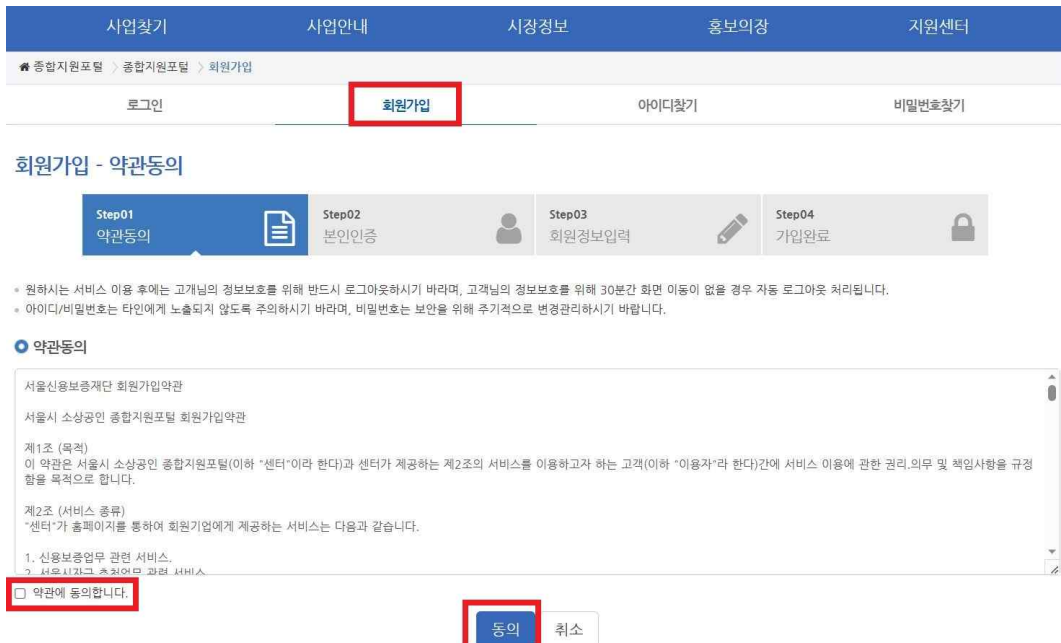 사업찾기 사업안내 시장정보 홍보의장 지원센터
종합지원포털 > 종합지원포털 > 회원가입
로그인 회원가입 아이디찾기 비밀번호찾기
회원가입 - 약관동의
Step01 Step02 Step03 Step04
약관동의 본인인증 회원정보입력 가입완료
원하시는 서비스 이용 후에는 고개님의 정보보호를 위해 반드시 로그아웃하시기 바라며, 고객님의 정보보호를 위해 30분간 화면 이동이 없을 경우 자동 로그아웃 처리됩니다.
아이디/비밀번호는 타인에게 노출되지 않도록 주의하시기 바라며, 비밀번호는 보안을 위해 주기적으로 변경관리하시기 바랍니다.
약관동의
서울신용보증재단 회원가입약관
서울시 소상공인 종합지원포털 회원가입약관
제1조 (목적)
이 약관은 서울시 소상공인 종합지원포털(이하 "센터"이라 한다)과 센터가 제공하는 제2조의 서비스를 이용하고자 하는 고객(이하 "이용자"라 한다)간에 서비스 이용에 관한 권리.의무 및 책임사항을 규정
함을 목적으로 합니다.
제2조 (서비스 종류)
"센터"가 홈페이지를 통하여 회원기업에게 제공하는 서비스는 다음과 같습니다.
1. 신용보증업무 관련 서비스.
2. 서울시자금 추천업무 관련 서비스
약관에 동의합니다.
동의 취소